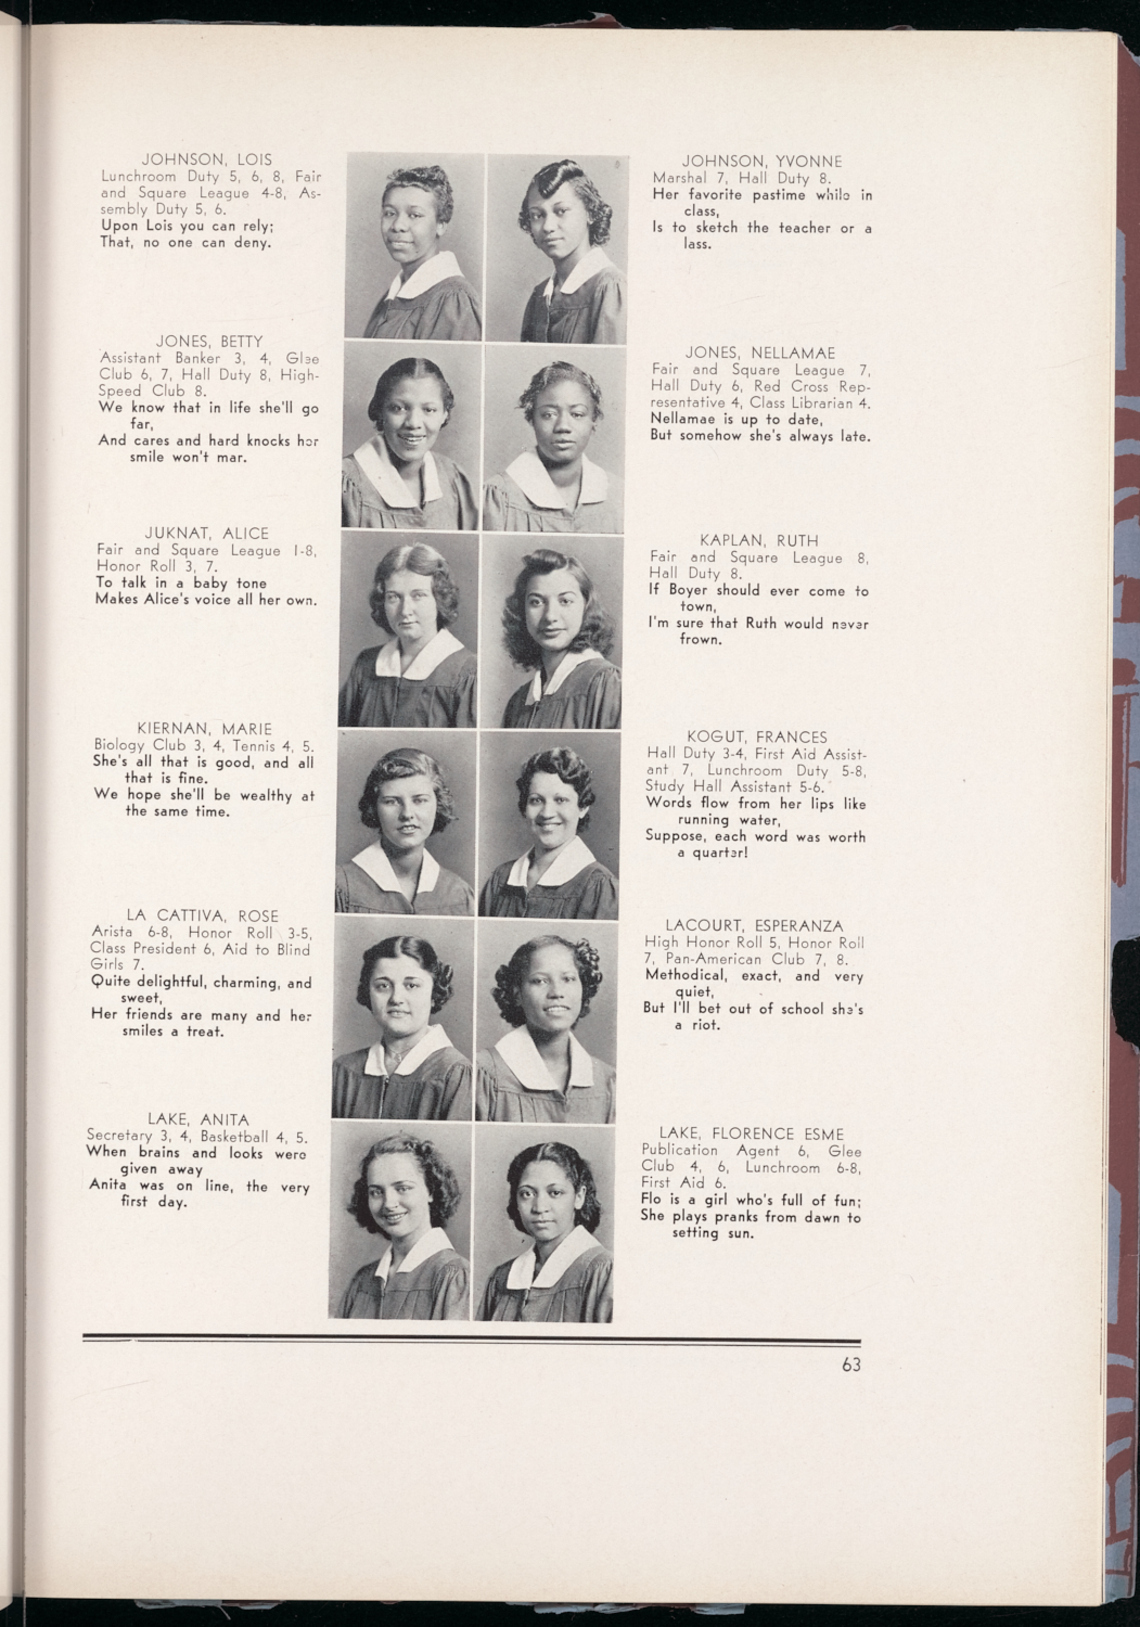 JOHNSON, LOIS
Lunchroom Duty 5, 6, 8, Fair
and Square League 4-8, As-
sembly Duty 5, 6.
Upon Lois you can rely;
That, no one can deny.
JONES, BETTY
Assistant Banker 3, 4, Glee
Club 6, 7, Hall Duty 8, High-
Speed Club 8.
We know that in life she'll go
far,
And cares and hard knocks her
smile won't mar.
JUKNAT, ALICE
Fair and Square League 1-8,
Honor Roll 3, 7.
To talk in a baby tone
Makes Alice's voice all her own.
KIERNAN, MARIE
Biology Club 3, 4, Tennis 4, 5.
She's all that is good, and all
that is fine.
We hope she'll be wealthy at
the same time.
LA CATTIVA, ROSE
Arista 6-8, Honor Roll 3-5,
Class President 6, Aid to Blind
Girls 7.
Quite delightful, charming, and
sweet,
Her friends are many and her
smiles a treat.
LAKE, ANITA
Secretary 3, 4, Basketball 4, 5.
When brains and looks were
given away
Anita was on line, the very
first day.
JOHNSON, YVONNE
Marshal 7, Hall Duty 8.
Her favorite pastime while in
class,
Is to sketch the teacher or a
lass.
JONES, NELLAMAE
Fair and Square League 7,
Hall Duty 6, Red Cross Rep-
resentative 4, Class Librarian 4.
Nellamae is up to date,
But somehow she's always late.
KAPLAN, RUTH
Fair and Square League 8,
Hall Duty 8.
If Boyer should ever come to
town,
I'm sure that Ruth would never
frown.
KOGUT, FRANCES
Hall Duty 3-4, First Aid Assist-
ant 7, Lunchroom Duty 5-8,
Study Hall Assistant 5-6.
Words flow from her lips like
running water,
Suppose, each word was worth
a quarter!
LACOURT, ESPERANZA
High Honor Roll 5, Honor Roll
7, Pan-American Club 7, 8.
Methodical, exact, and very
quiet,
But I'll bet out of school she's
a riot.
LAKE, FLORENCE ESME
Publication Agent 6, Glee
Club 4, 6, Lunchroom 6-8,
First Aid 6.
Flo is a girl who's full of fun;
She plays pranks from dawn to
setting sun.
63